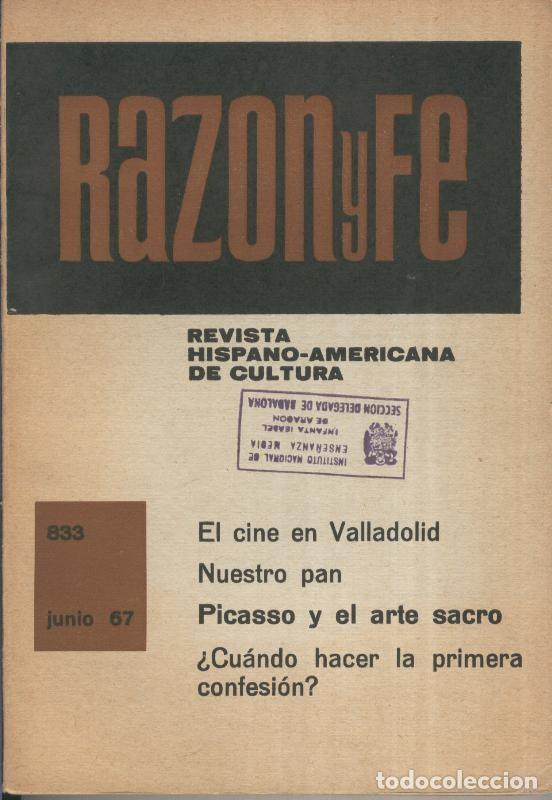 RazonyFe
REVISTA
HISPANO-AMERICANA
DE CULTURA
INSTITUTO NACIONAL DE
ENSEÑANZA MEDIA
INFANTA ISABEL
DE ARAGON
SECCION DELEGADA DE BADALONA
833
junio 67
El cine en Valladolid
Nuestro pan
Picasso y el arte sacro
¿Cuándo hacer la primera
confesión?
todocoleccion